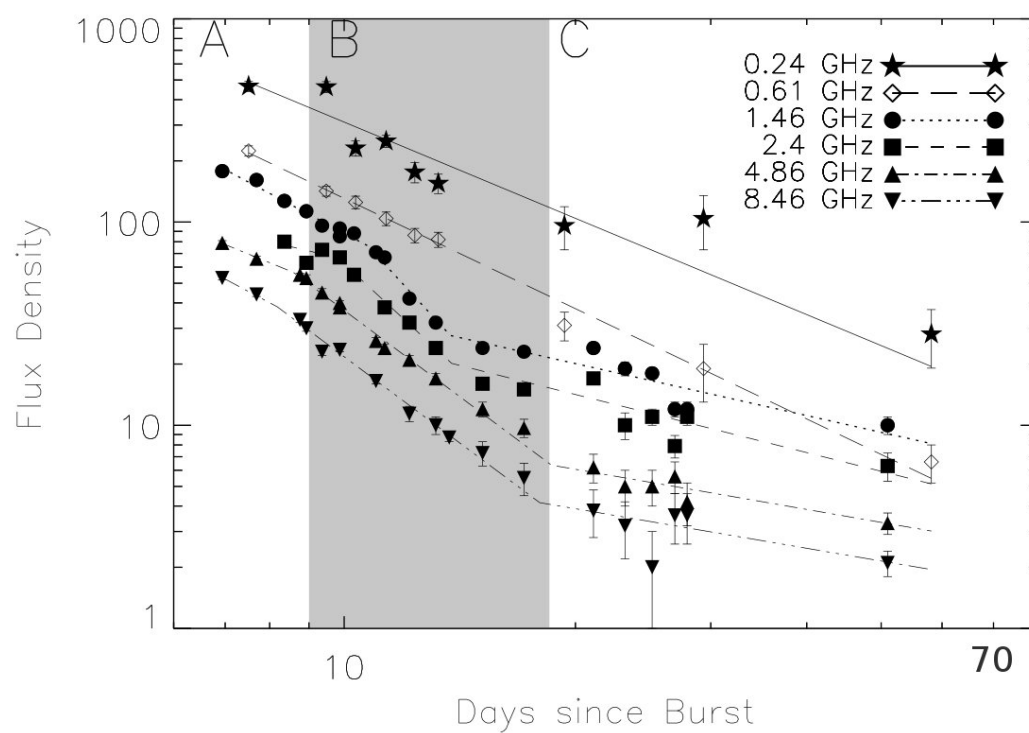 1000
A
B
C
0.24 GHz
0.61 GHz
1.46 GHz
2.4 GHz
4.86 GHz
8.46 GHz
100
Flux Density
10
1
10
70
Days since Burst